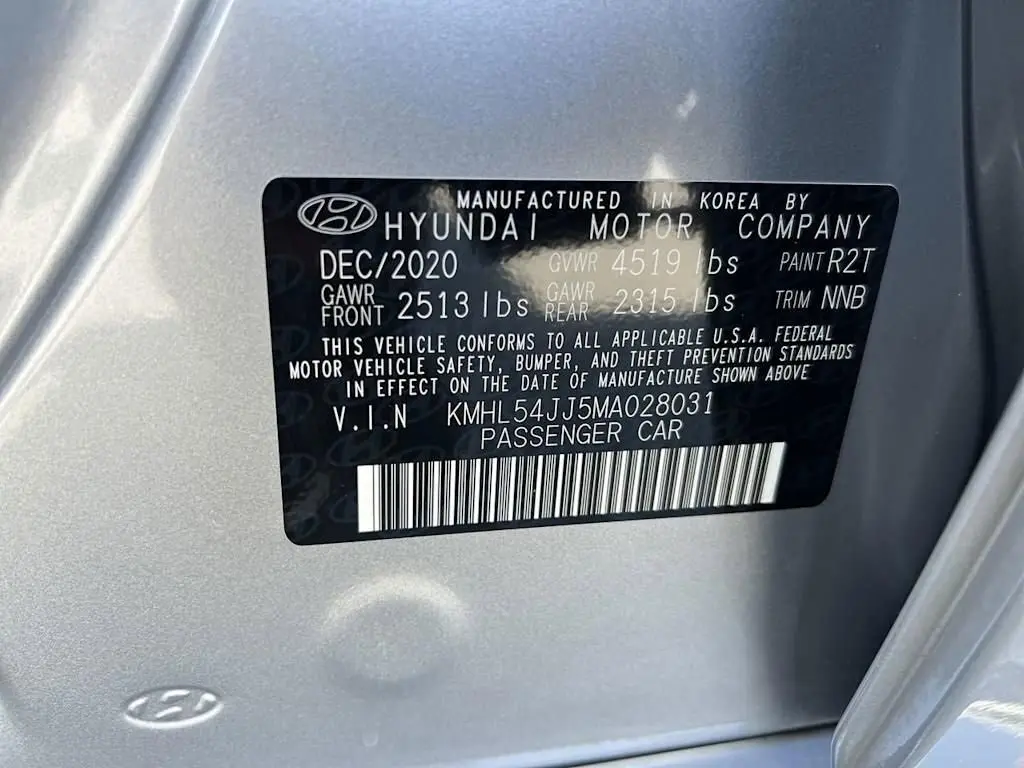 MANUFACTURED IN KOREA BY
HYUNDAI MOTOR COMPANY
DEC/2020 GVWR 4519 lbs PAINT R2T
GAWR FRONT 2513 lbs GAWR REAR 2315 lbs TRIM NNB
THIS VEHICLE CONFORMS TO ALL APPLICABLE U.S.A. FEDERAL
MOTOR VEHICLE SAFETY, BUMPER, AND THEFT PREVENTION STANDARDS
IN EFFECT ON THE DATE OF MANUFACTURE SHOWN ABOVE
V.I.N KMHL54JJ5MA028031
PASSENGER CAR